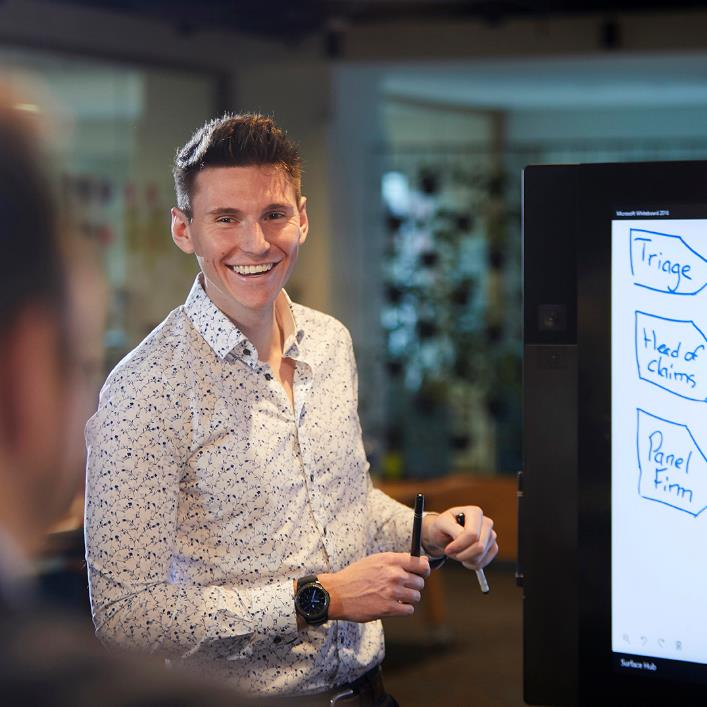 Microsoft Whiteboard 2016
Triage
Head of
claims
Panel
Firm
Surface Hub